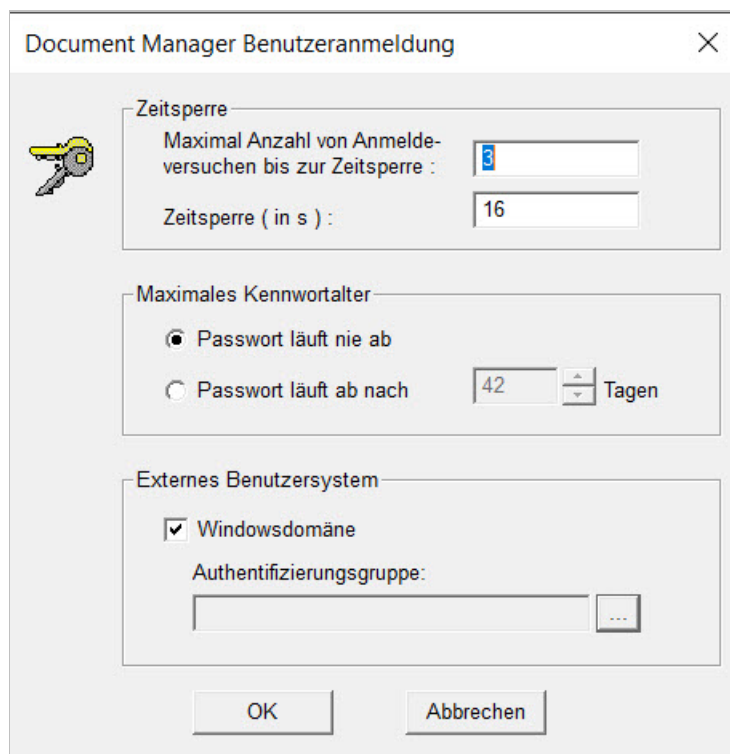 Document Manager Benutzeranmeldung
Zeitsperre
Maximal Anzahl von Anmelde-
versuchen bis zur Zeitsperre :
3
Zeitsperre ( in s ) :
16
Maximales Kennwortalter
Passwort läuft nie ab
Passwort läuft ab nach
42
Tagen
Externes Benutzersystem
Windowsdomäne
Authentifizierungsgruppe:
...
OK
Abbrechen